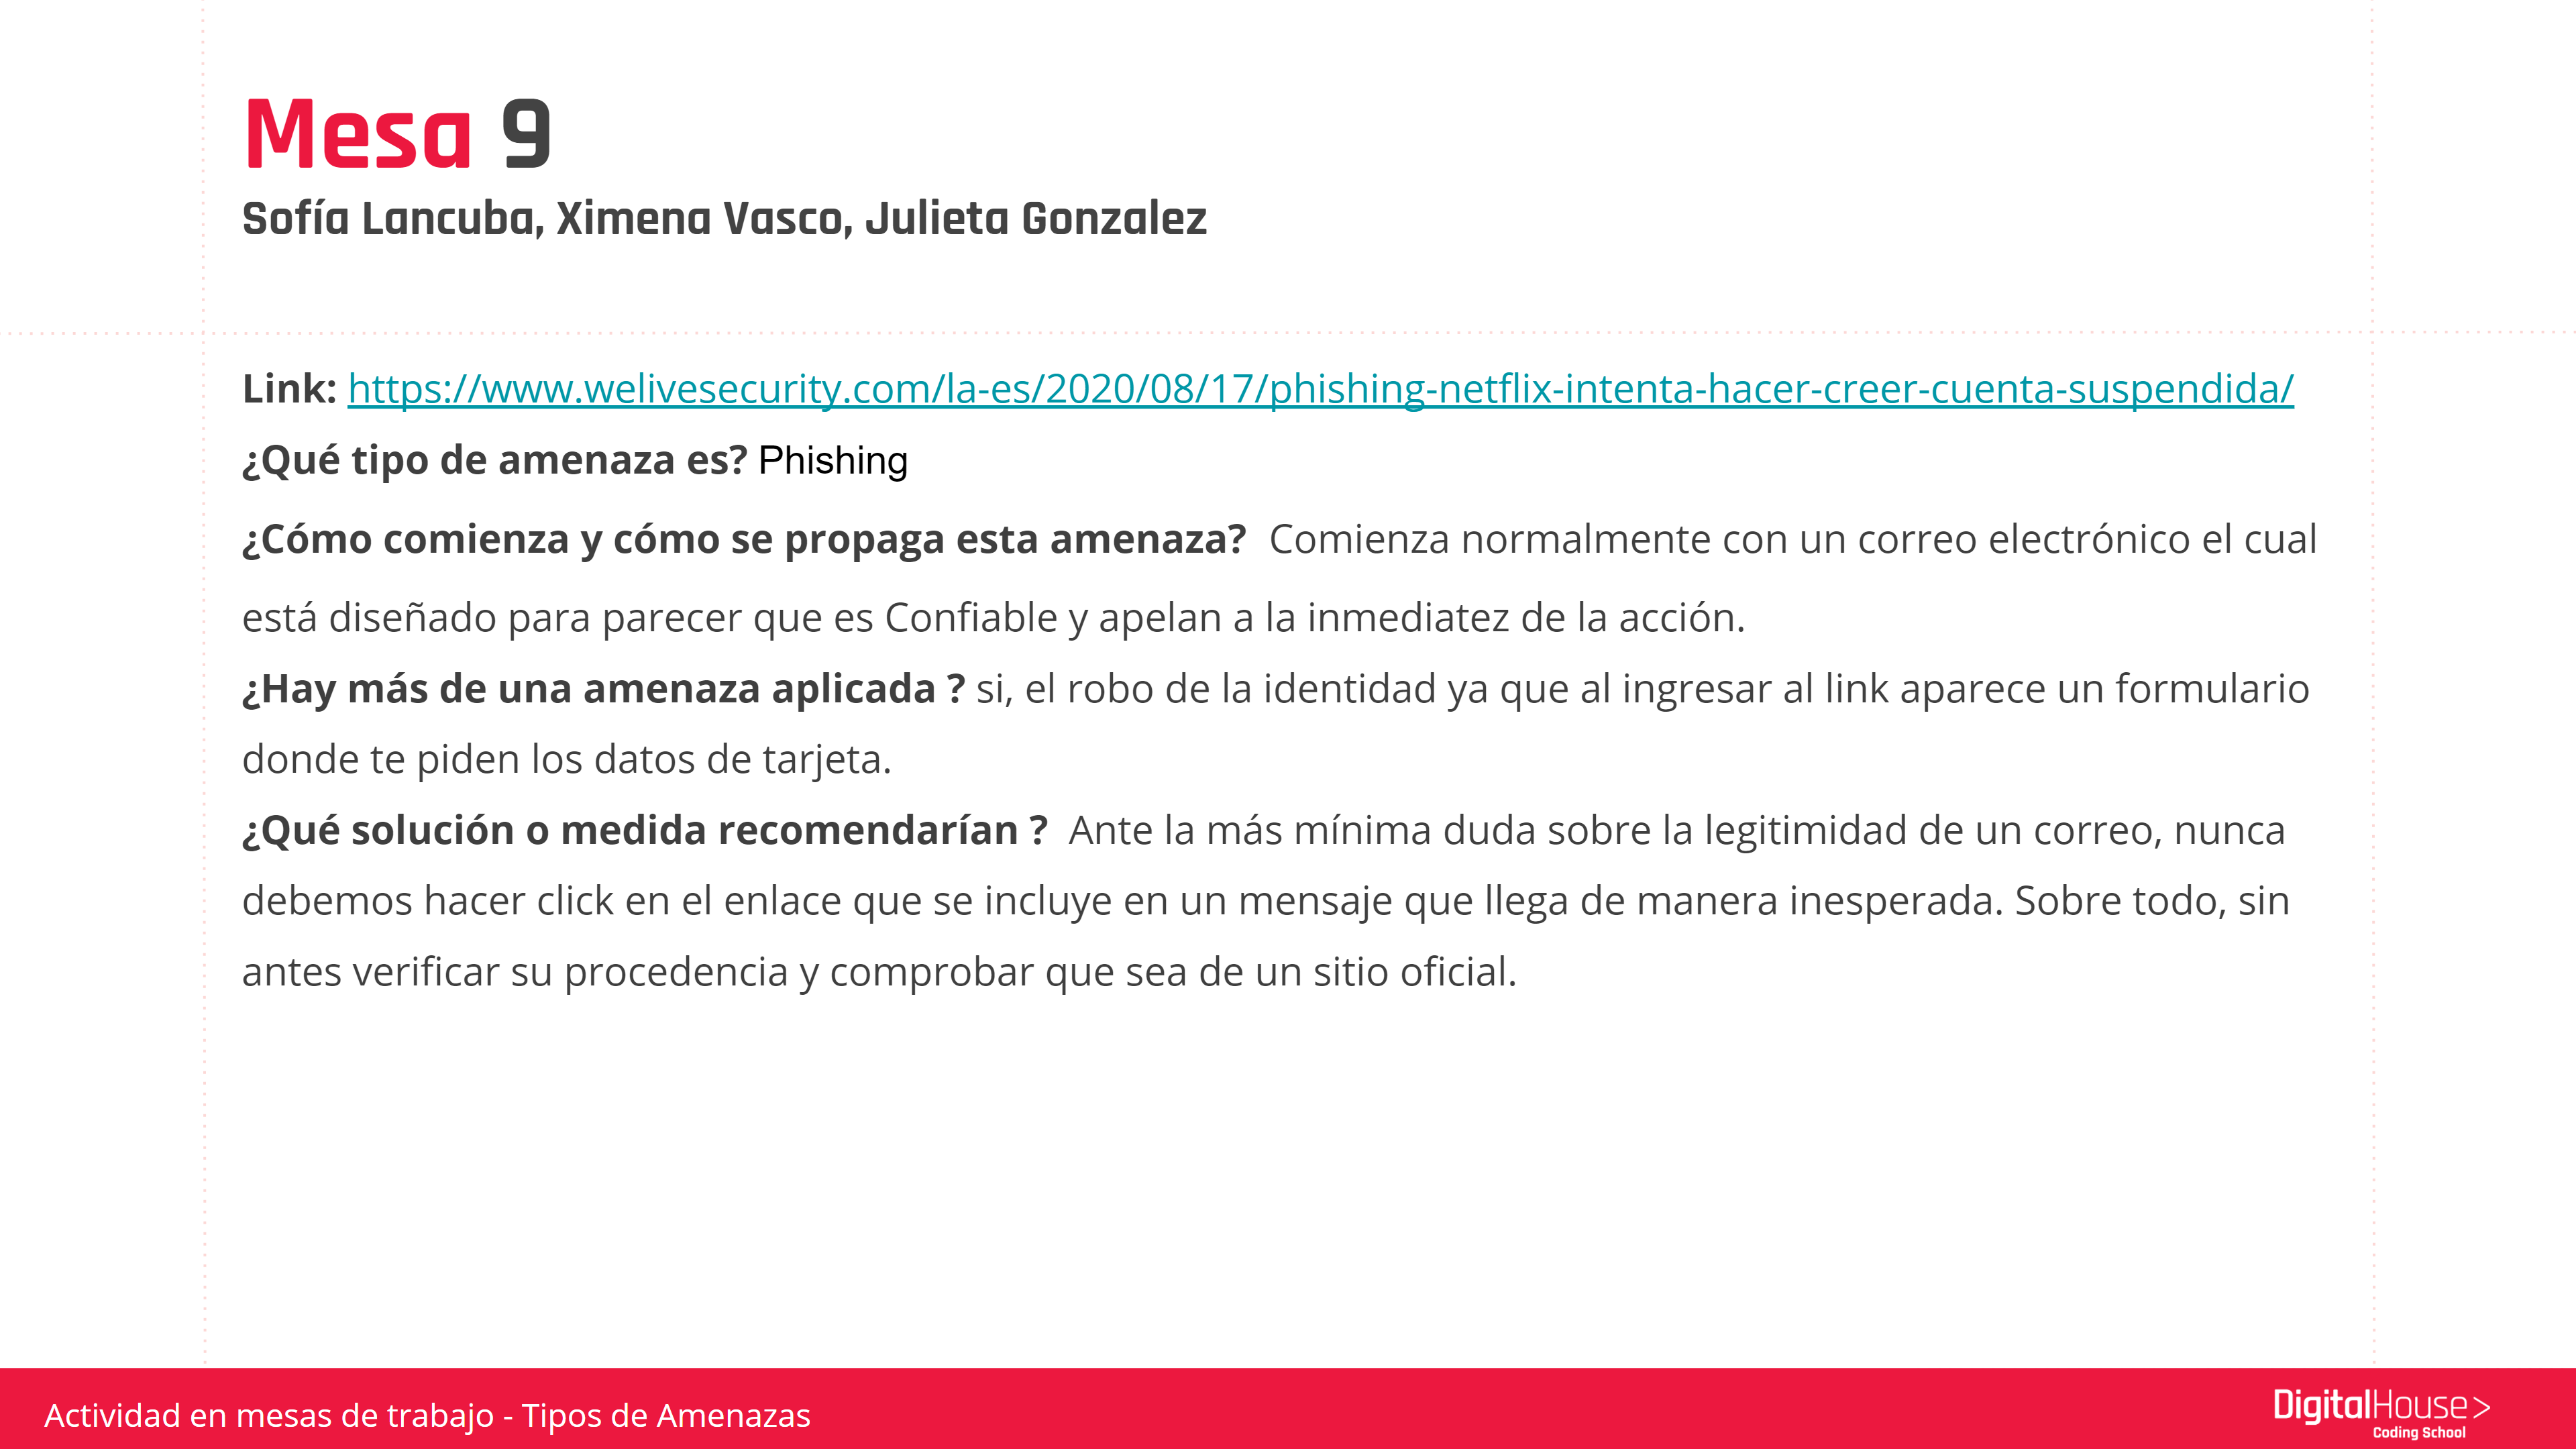 Mesa 9
Sofía Lancuba, Ximena Vasco, Julieta Gonzalez
Link: https://www.welivesecurity.com/la-es/2020/08/17/phishing-netflix-intenta-hacer-creer-cuenta-suspendida/
¿Qué tipo de amenaza es? Phishing
¿Cómo comienza y cómo se propaga esta amenaza? Comienza normalmente con un correo electrónico el cual
está diseñado para parecer que es Confiable y apelan a la inmediatez de la acción.
¿Hay más de una amenaza aplicada ? si, el robo de la identidad ya que al ingresar al link aparece un formulario
donde te piden los datos de tarjeta.
¿Qué solución o medida recomendarían ? Ante la más mínima duda sobre la legitimidad de un correo, nunca
debemos hacer click en el enlace que se incluye en un mensaje que llega de manera inesperada. Sobre todo, sin
antes verificar su procedencia y comprobar que sea de un sitio oficial.
Actividad en mesas de trabajo - Tipos de Amenazas
DigitalHouse>
Coding School